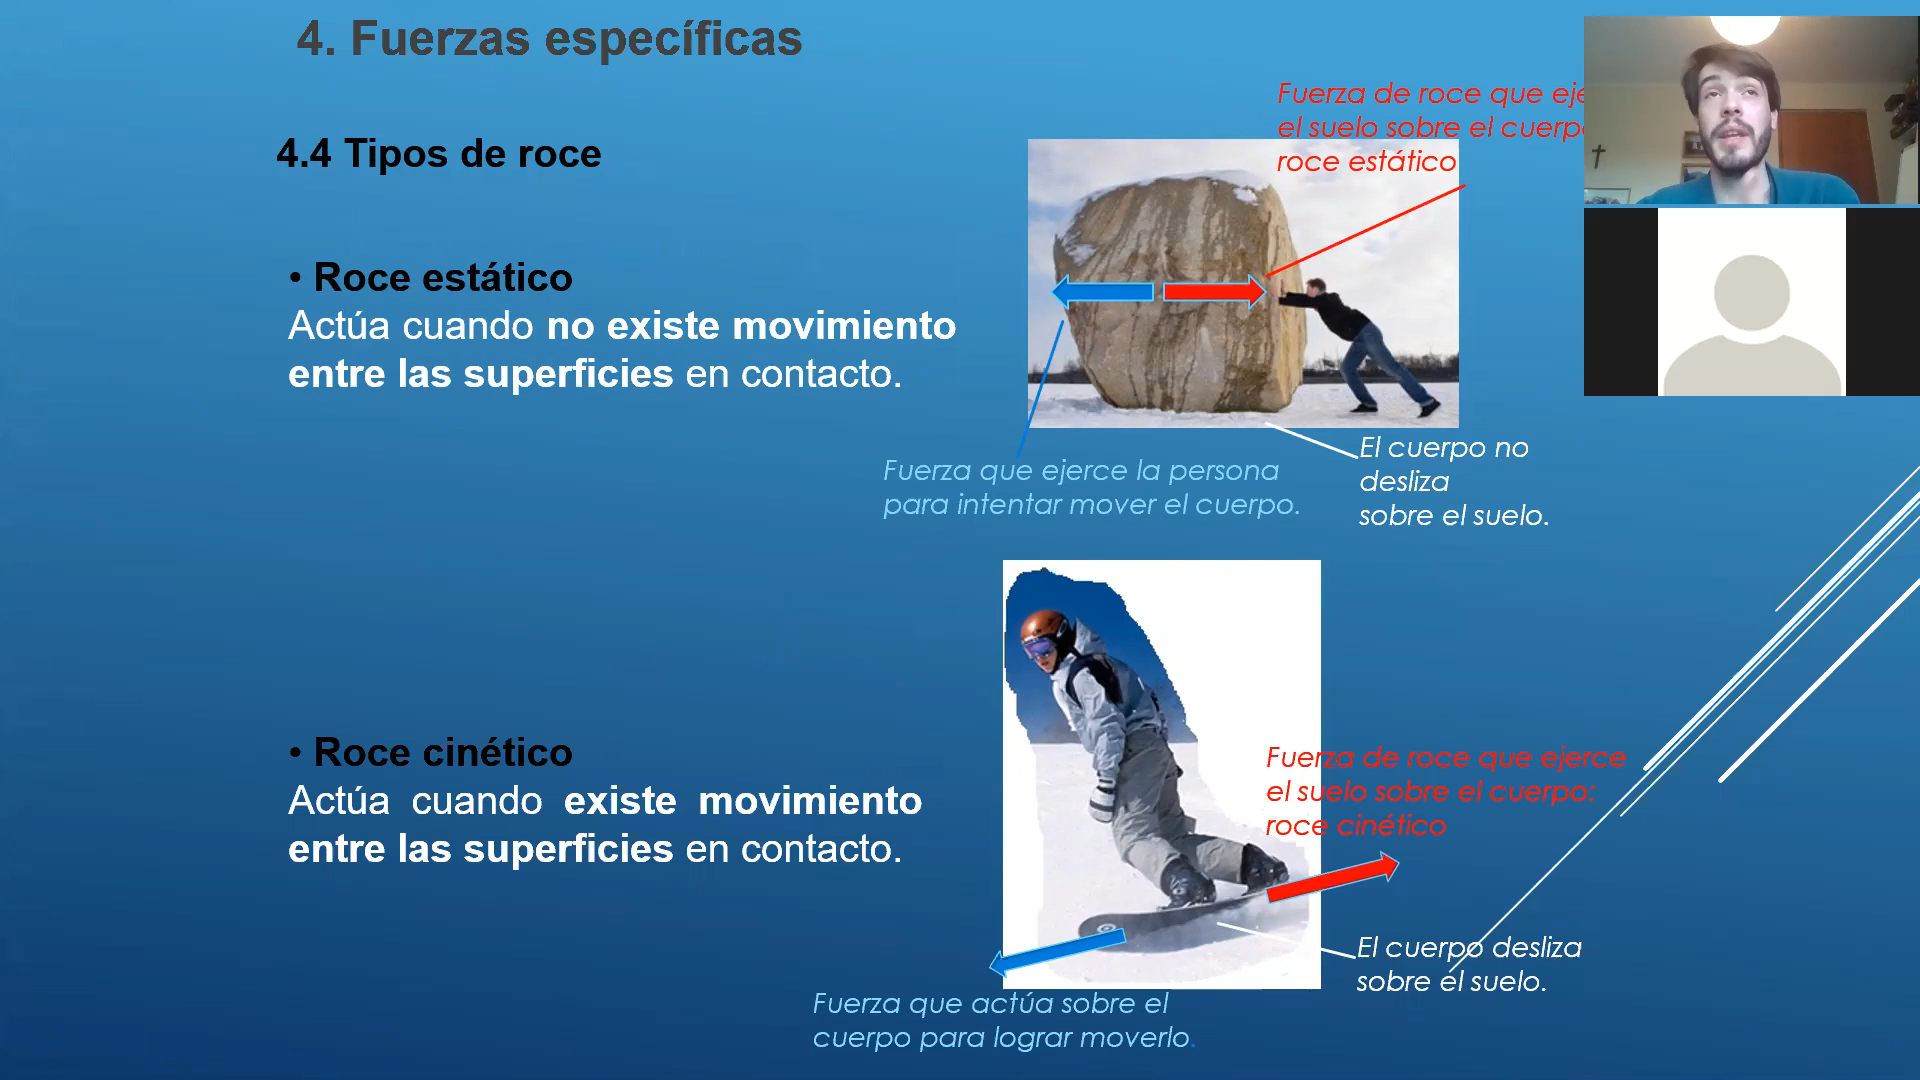 4. Fuerzas específicas
4.4 Tipos de roce
• Roce estático
Actúa cuando no existe movimiento
entre las superficies en contacto.
Fuerza de roce que eje
el suelo sobre el cuerpo
roce estático
Fuerza que ejerce la persona
para intentar mover el cuerpo.
El cuerpo no
desliza
sobre el suelo.
• Roce cinético
Actúa cuando existe movimiento
entre las superficies en contacto.
Fuerza de roce que ejerce
el suelo sobre el cuerpo:
roce cinético
El cuerpo desliza
sobre el suelo.
Fuerza que actúa sobre el
cuerpo para lograr moverlo.